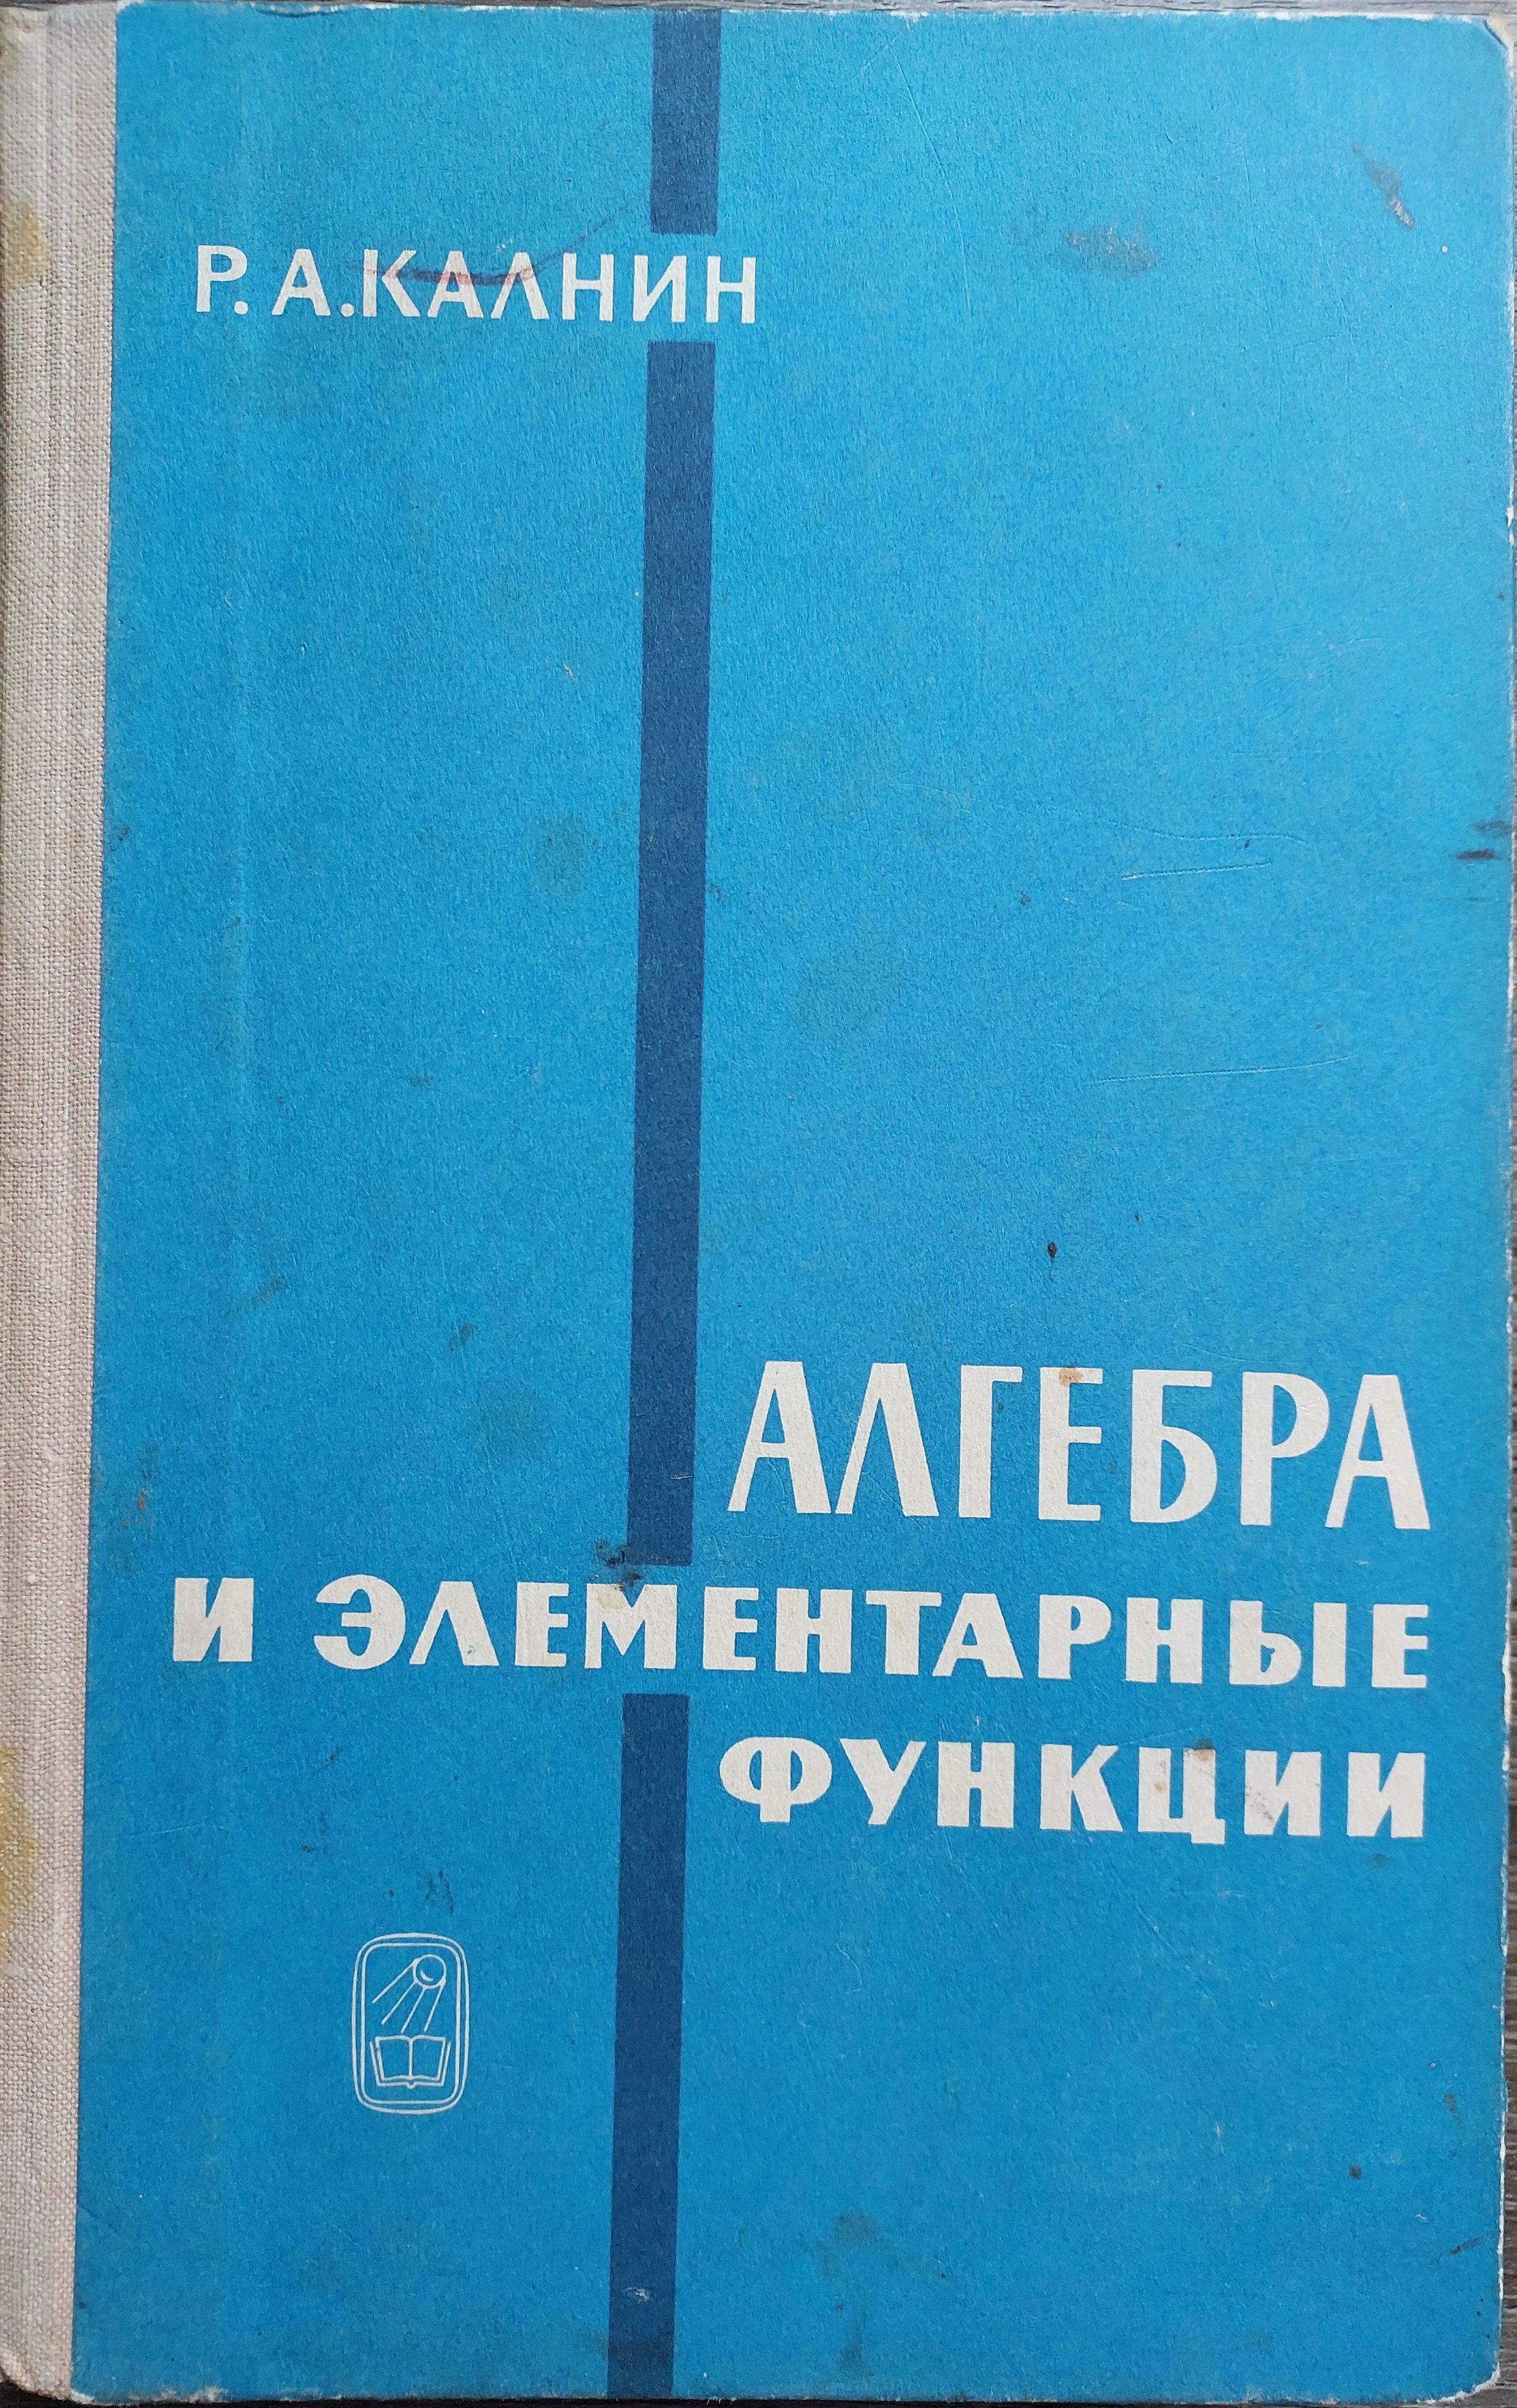 Р. А. КАЛНИН
АЛГЕБРА
И ЭЛЕМЕНТАРНЫЕ
ФУНКЦИИ